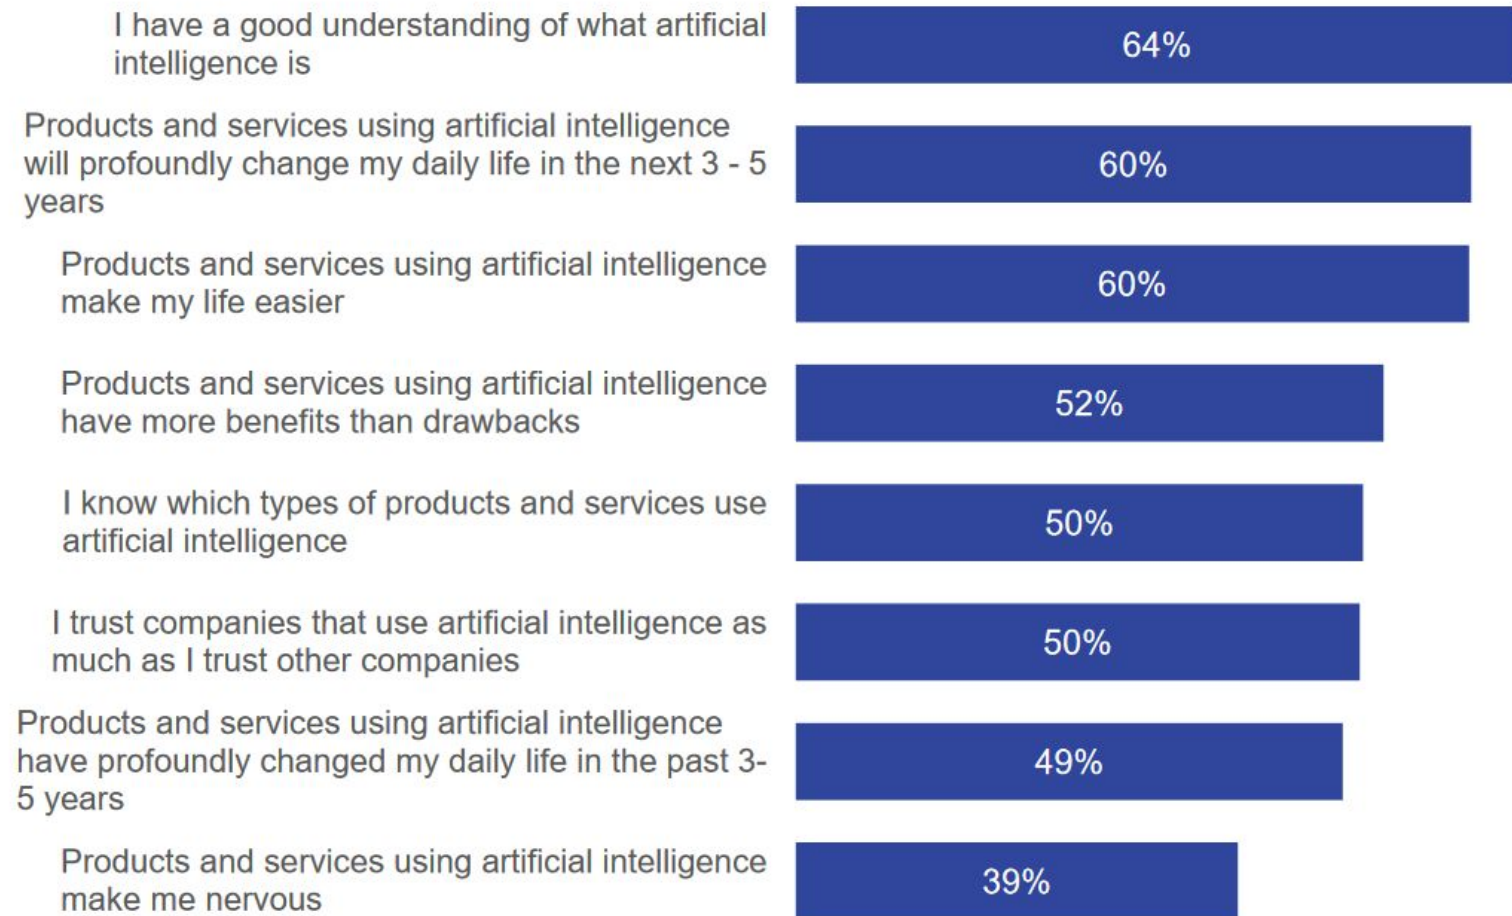 I have a good understanding of what artificial
intelligence is
64%
Products and services using artificial intelligence
will profoundly change my daily life in the next 3 - 5
years
60%
Products and services using artificial intelligence
make my life easier
60%
Products and services using artificial intelligence
have more benefits than drawbacks
52%
I know which types of products and services use
artificial intelligence
50%
I trust companies that use artificial intelligence as
much as I trust other companies
50%
Products and services using artificial intelligence
have profoundly changed my daily life in the past 3-
5 years
49%
Products and services using artificial intelligence
make me nervous
39%